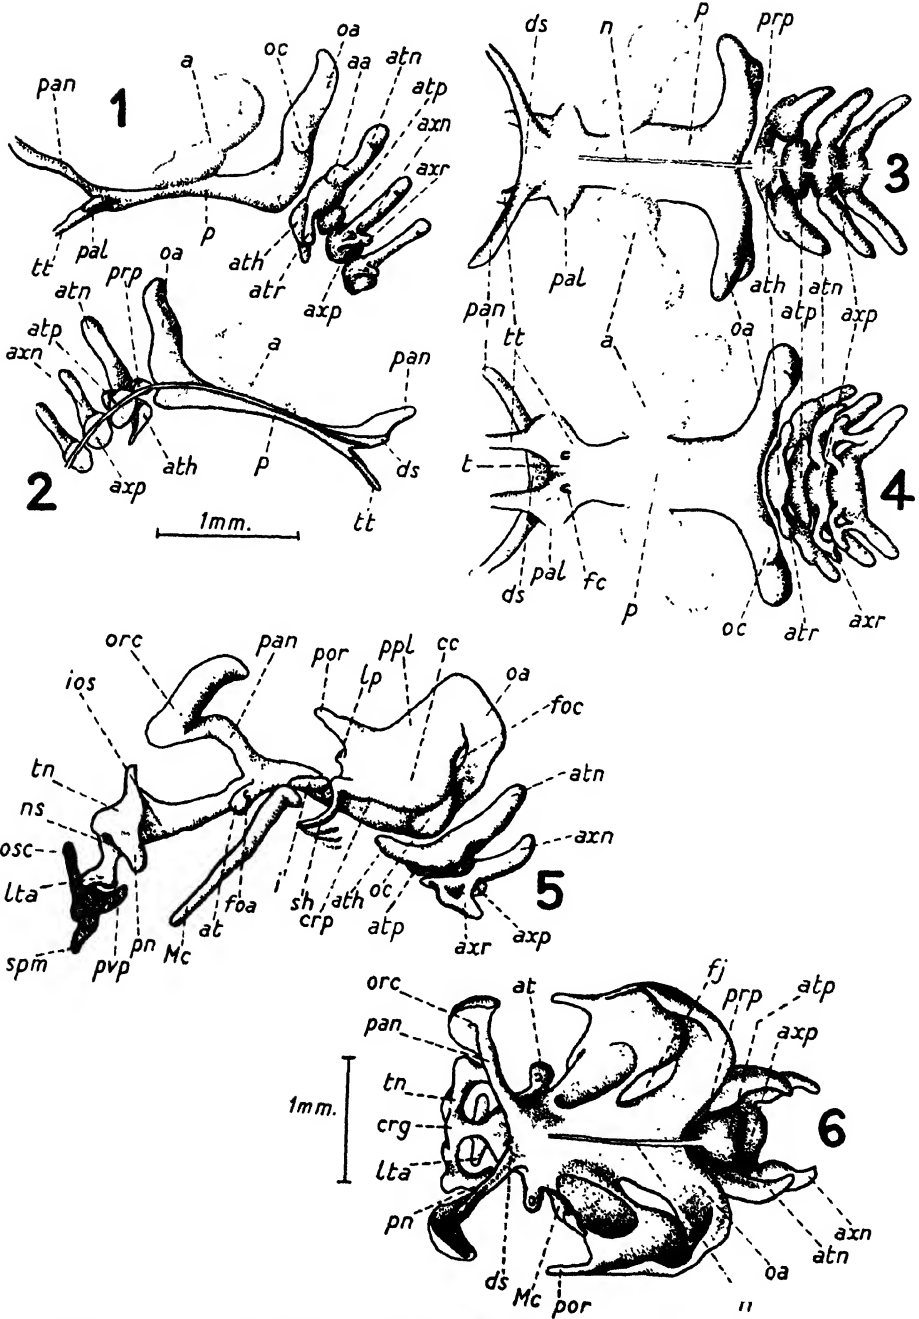 oa
oc
aa
a
atn
pan
1
atp
axn
axr
p
tt
pal
prp
oa
ath
atr
axp
atn
atp
axn
a
pan
2
axp
ath
p
ds
tt
1mm.
ds
n
p
prp
3
pan
tt
pal
a
oa
ath
atp
atn
axp
t
4
ds
pal
fc
p
oc
atr
axr
orc
pan
por
lp
ppl
cc
oa
foc
ios
tn
ns
osc
lta
spm
pvp
pn
Mc
at
foa
l
sh
crp
ath
oc
atp
axr
axp
atn
axn
5
orc
at
fj
prp
atp
axp
pan
tn
1mm.
crg
6
lta
pn
ds
Mc
por
n
oa
atn
axn